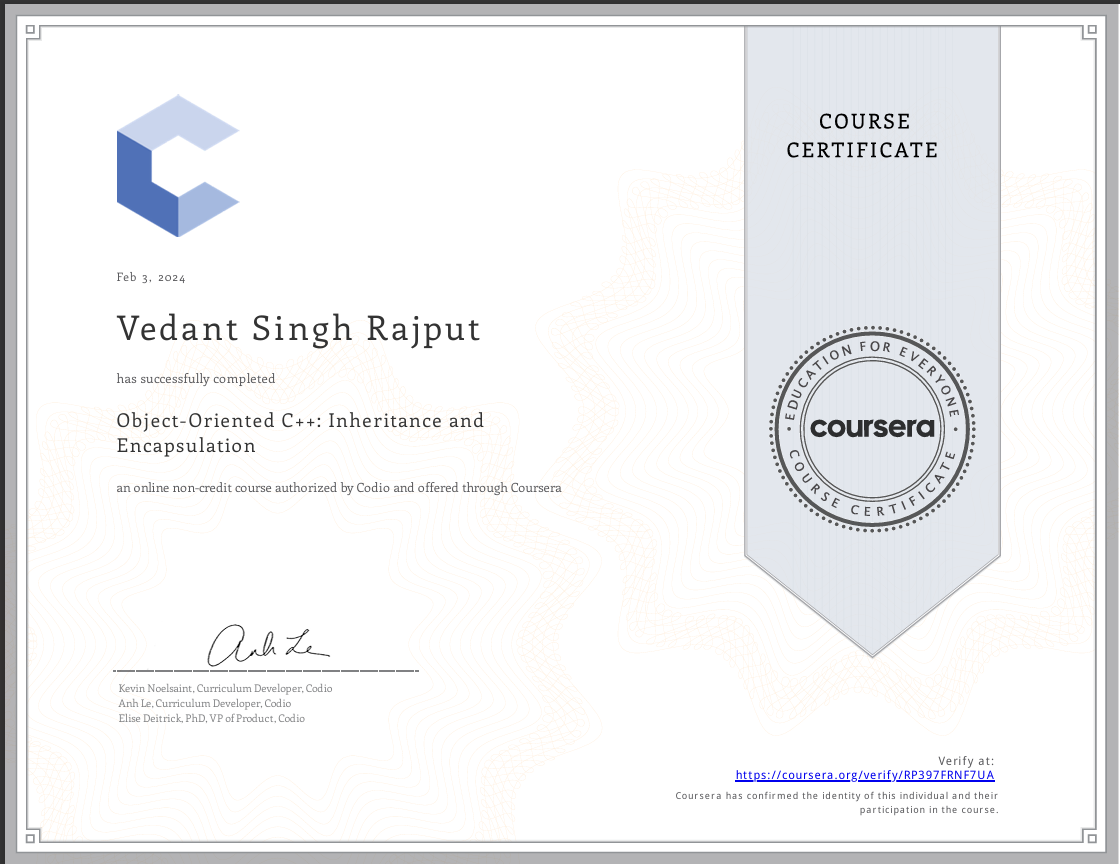 COURSE
CERTIFICATE
Feb 3, 2024
Vedant Singh Rajput
has successfully completed
Object-Oriented C++: Inheritance and
Encapsulation
an online non-credit course authorized by Codio and offered through Coursera
EDUCATION FOR EVERYONE
coursera
COURSE CERTIFICATE
Anh Le
Kevin Noelsaint, Curriculum Developer, Codio
Anh Le, Curriculum Developer, Codio
Elise Deitrick, PhD, VP of Product, Codio
Verify at:
https://coursera.org/verify/RP397FRNF7UA
Coursera has confirmed the identity of this individual and their
participation in the course.